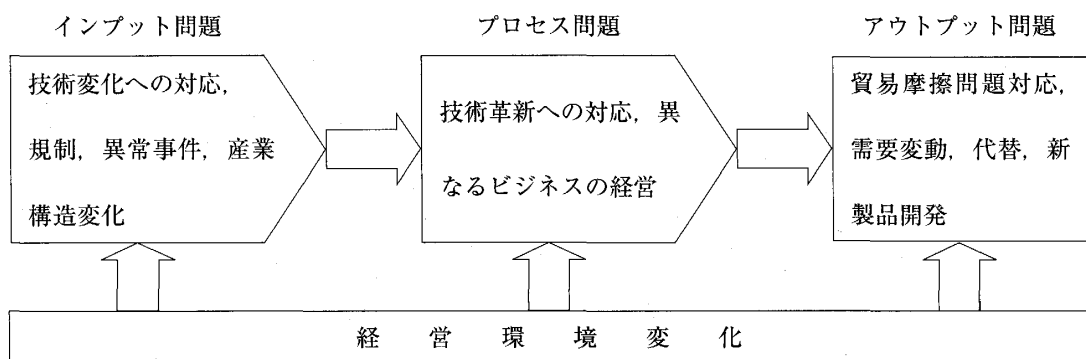 インプット問題
技術変化への対応,
規制, 異常事件, 産業
構造変化
プロセス問題
技術革新への対応, 異
なるビジネスの経営
アウトプット問題
貿易摩擦問題対応,
需要変動, 代替, 新
製品開発
経営環境変化